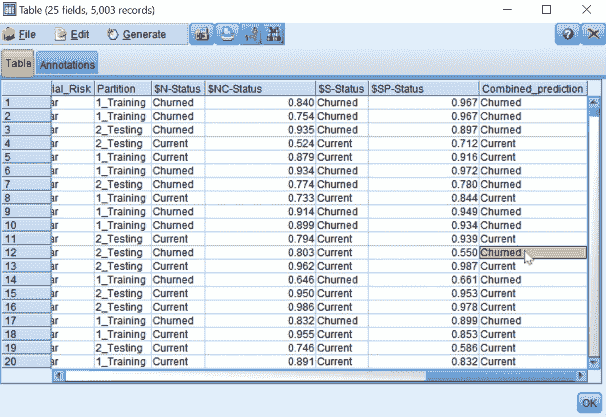 Table (25 fields, 5,003 records)
File Edit Generate
Table Annotations
ial_Risk Partition $N-Status $NC-Status $S-Status $SP-Status Combined_prediction
1 ar 1_Training Churned 0.840 Churned 0.967 Churned
2 ar 1_Training Churned 0.754 Churned 0.967 Churned
3 ar 2_Testing Churned 0.935 Churned 0.897 Churned
4 ar 2_Testing Current 0.524 Current 0.712 Current
5 ar 1_Training Current 0.879 Current 0.916 Current
6 ar 1_Training Churned 0.934 Churned 0.972 Churned
7 ar 2_Testing Churned 0.774 Churned 0.780 Churned
8 ar 1_Training Current 0.733 Current 0.844 Current
9 ar 1_Training Churned 0.914 Churned 0.949 Churned
10 ar 1_Training Churned 0.899 Churned 0.934 Churned
11 ar 2_Testing Current 0.794 Current 0.939 Current
12 ar 2_Testing Churned 0.803 Current 0.550 Churned
13 ar 2_Testing Current 0.962 Current 0.987 Current
14 ar 1_Training Churned 0.646 Churned 0.661 Churned
15 ar 2_Testing Current 0.950 Current 0.953 Current
16 ar 2_Testing Current 0.986 Current 0.978 Current
17 ar 1_Training Churned 0.832 Churned 0.899 Churned
18 ar 1_Training Current 0.955 Current 0.853 Current
19 ar 2_Testing Current 0.746 Current 0.586 Current
20 ar 1_Training Current 0.891 Current 0.832 Current
OK